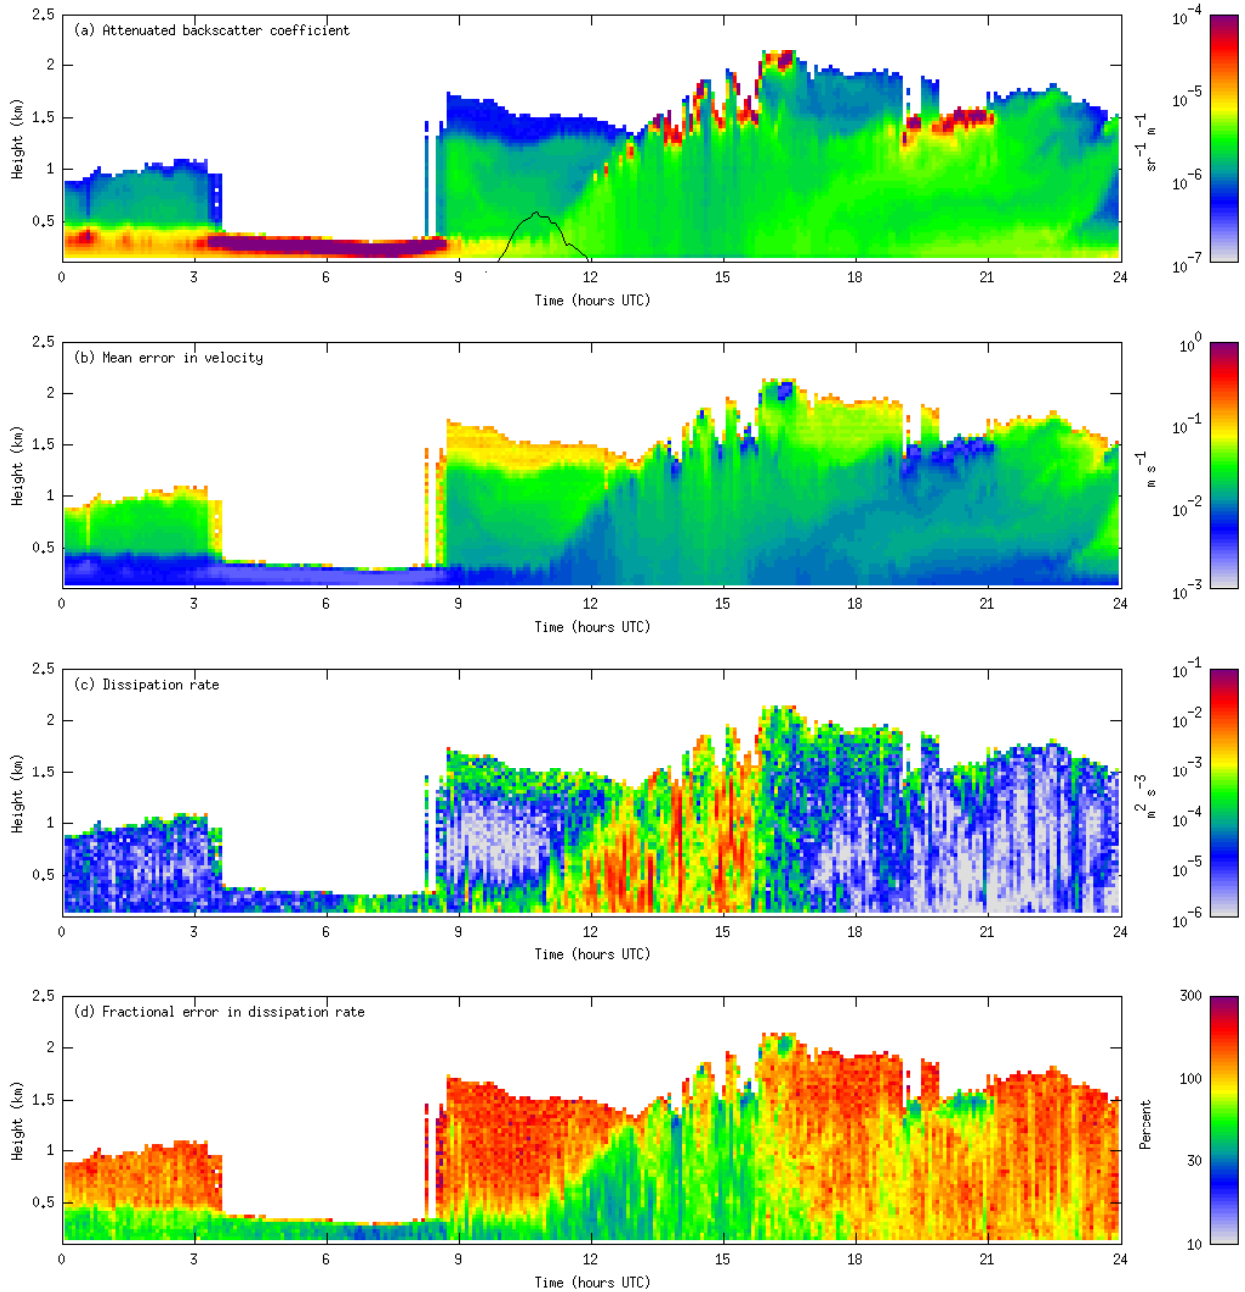 (a) Attenuated backscatter coefficient
2.5
2
1.5
1
0.5
Height (km)
0 3 6 9 12 15 18 21 24
Time (hours UTC)
10^-4
10^-5
10^-6
10^-7
sr^-1 m^-1
(b) Mean error in velocity
2.5
2
1.5
1
0.5
Height (km)
0 3 6 9 12 15 18 21 24
Time (hours UTC)
10^0
10^-1
10^-2
10^-3
m s^-1
(c) Dissipation rate
2.5
2
1.5
1
0.5
Height (km)
0 3 6 9 12 15 18 21 24
Time (hours UTC)
10^-1
10^-2
10^-3
10^-4
10^-5
10^-6
m^2 s^-3
(d) Fractional error in dissipation rate
2.5
2
1.5
1
0.5
Height (km)
0 3 6 9 12 15 18 21 24
Time (hours UTC)
300
100
30
10
Percent